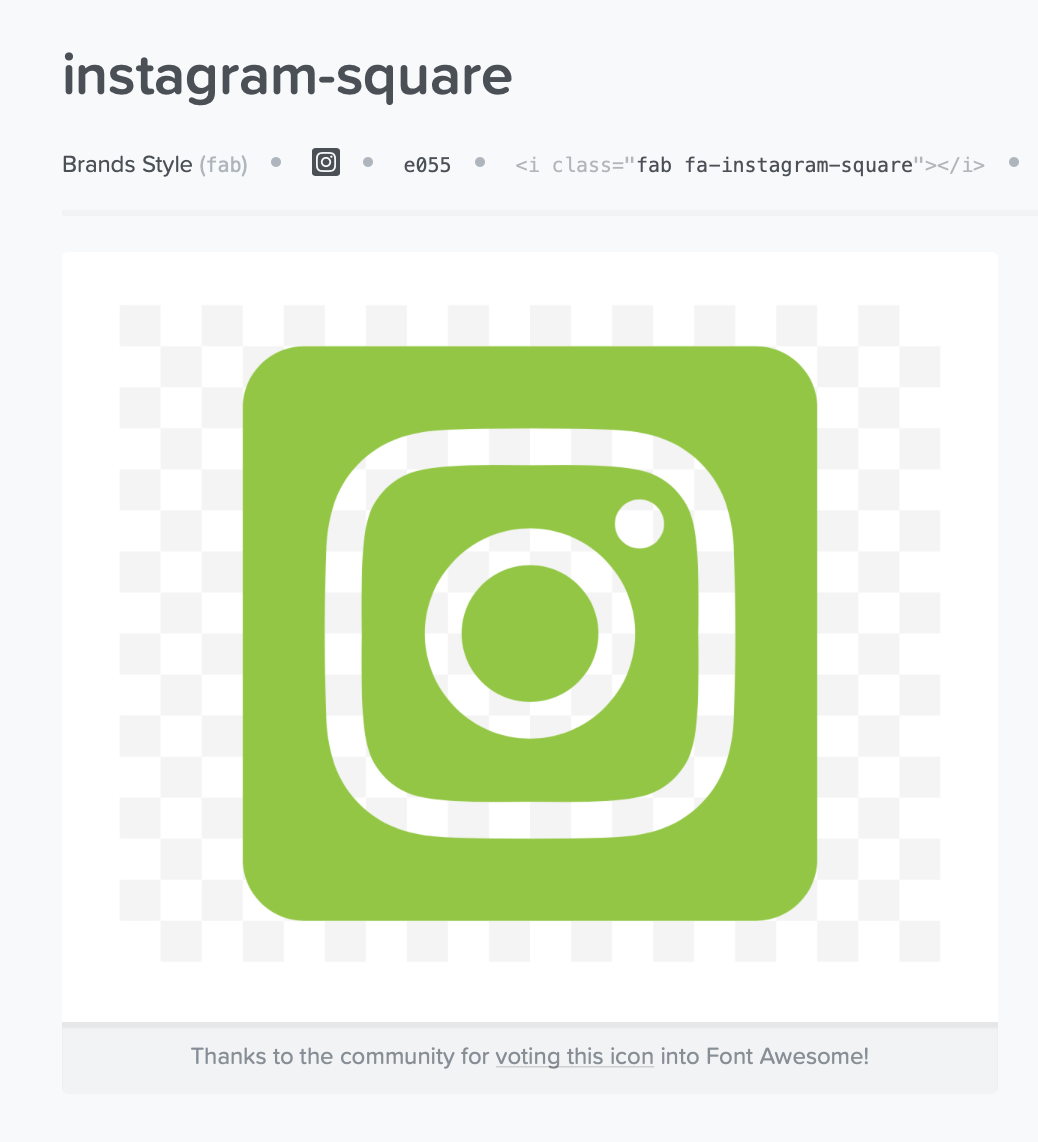 instagram-square
Brands Style (fab) • • e055 • <i class="fab fa-instagram-square"></i> •
Thanks to the community for voting this icon into Font Awesome!